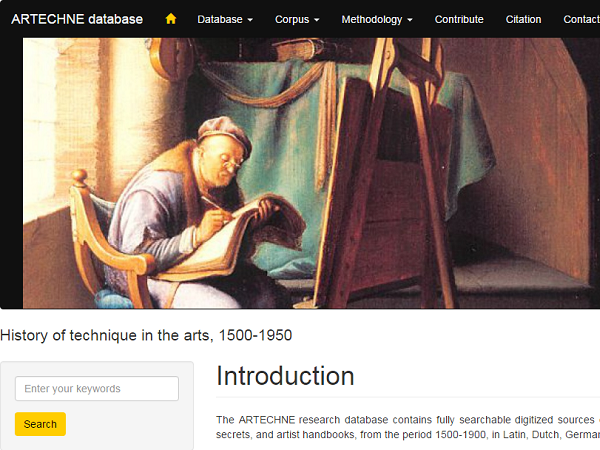 ARTECHNE database Database Corpus Methodology Contribute Citation Contact
History of technique in the arts, 1500-1950
Enter your keywords
Search
Introduction
The ARTECHNE research database contains fully searchable digitized sources
secrets, and artist handbooks, from the period 1500-1900, in Latin, Dutch, German